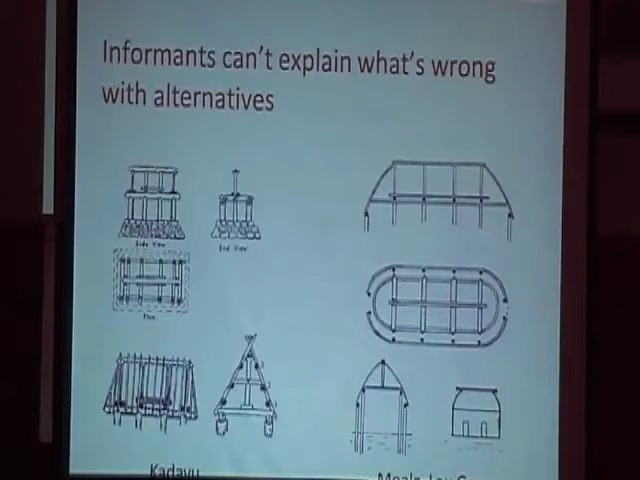 Informants can't explain what's wrong
with alternatives
Side View
End View
Plan
Kadavu